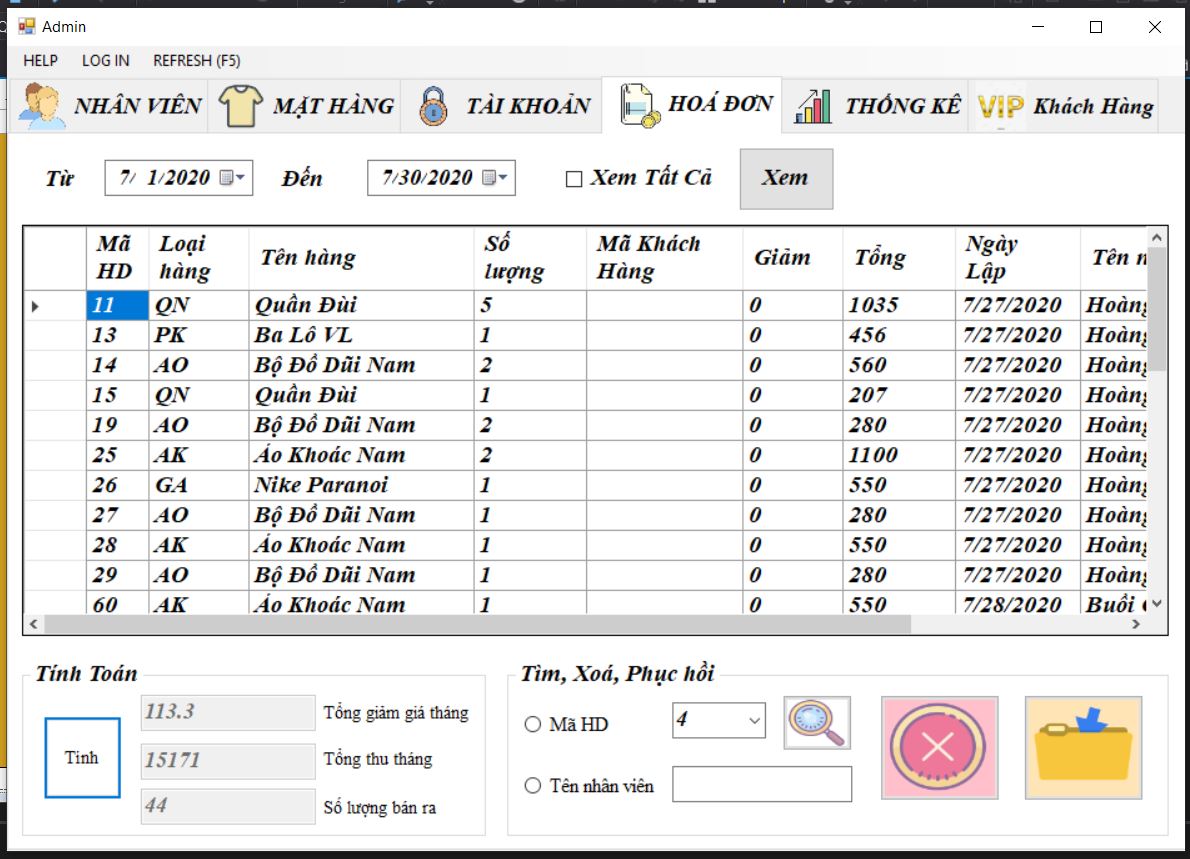 Admin
HELP LOG IN REFRESH (F5)
NHÂN VIÊN MẶT HÀNG TÀI KHOẢN HOÁ ĐƠN THỐNG KÊ VIP Khách Hàng
Từ 7/ 1/2020 Đến 7/30/2020 Xem Tất Cả Xem
Mã HD Loại hàng Tên hàng Số lượng Mã Khách Hàng Giảm Tổng Ngày Lập Tên
11 QN Quần Đùi 5 0 1035 7/27/2020 Hoàng
13 PK Ba Lô VL 1 0 456 7/27/2020 Hoàng
14 AO Bộ Đồ Dũi Nam 2 0 560 7/27/2020 Hoàng
15 QN Quần Đùi 1 0 207 7/27/2020 Hoàng
19 AO Bộ Đồ Dũi Nam 2 0 280 7/27/2020 Hoàng
25 AK Áo Khoác Nam 2 0 1100 7/27/2020 Hoàng
26 GA Nike Paranoi 1 0 550 7/27/2020 Hoàng
27 AO Bộ Đồ Dũi Nam 1 0 280 7/27/2020 Hoàng
28 AK Áo Khoác Nam 1 0 550 7/27/2020 Hoàng
29 AO Bộ Đồ Dũi Nam 1 0 280 7/27/2020 Hoàng
60 AK Áo Khoác Nam 1 0 550 7/28/2020 Buồi
Tính Toán
Tính
113.3 Tổng giảm giá tháng
15171 Tổng thu tháng
44 Số lượng bán ra
Tìm, Xoá, Phục hồi
Mã HD 4
Tên nhân viên